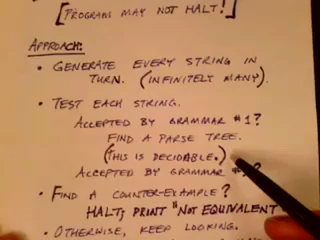 [PROGRAM MAY NOT HALT!]
APPROACH:
• GENERATE EVERY STRING IN
TURN. (INFINITELY MANY).
• TEST EACH STRING.
ACCEPTED BY GRAMMAR #1?
FIND A PARSE TREE.
(THIS IS DECIDABLE.)
ACCEPTED BY GRAMMAR ?
• FIND A COUNTER-EXAMPLE?
HALT; PRINT "NOT EQUIVALENT
• OTHERWISE, KEEP LOOKING.